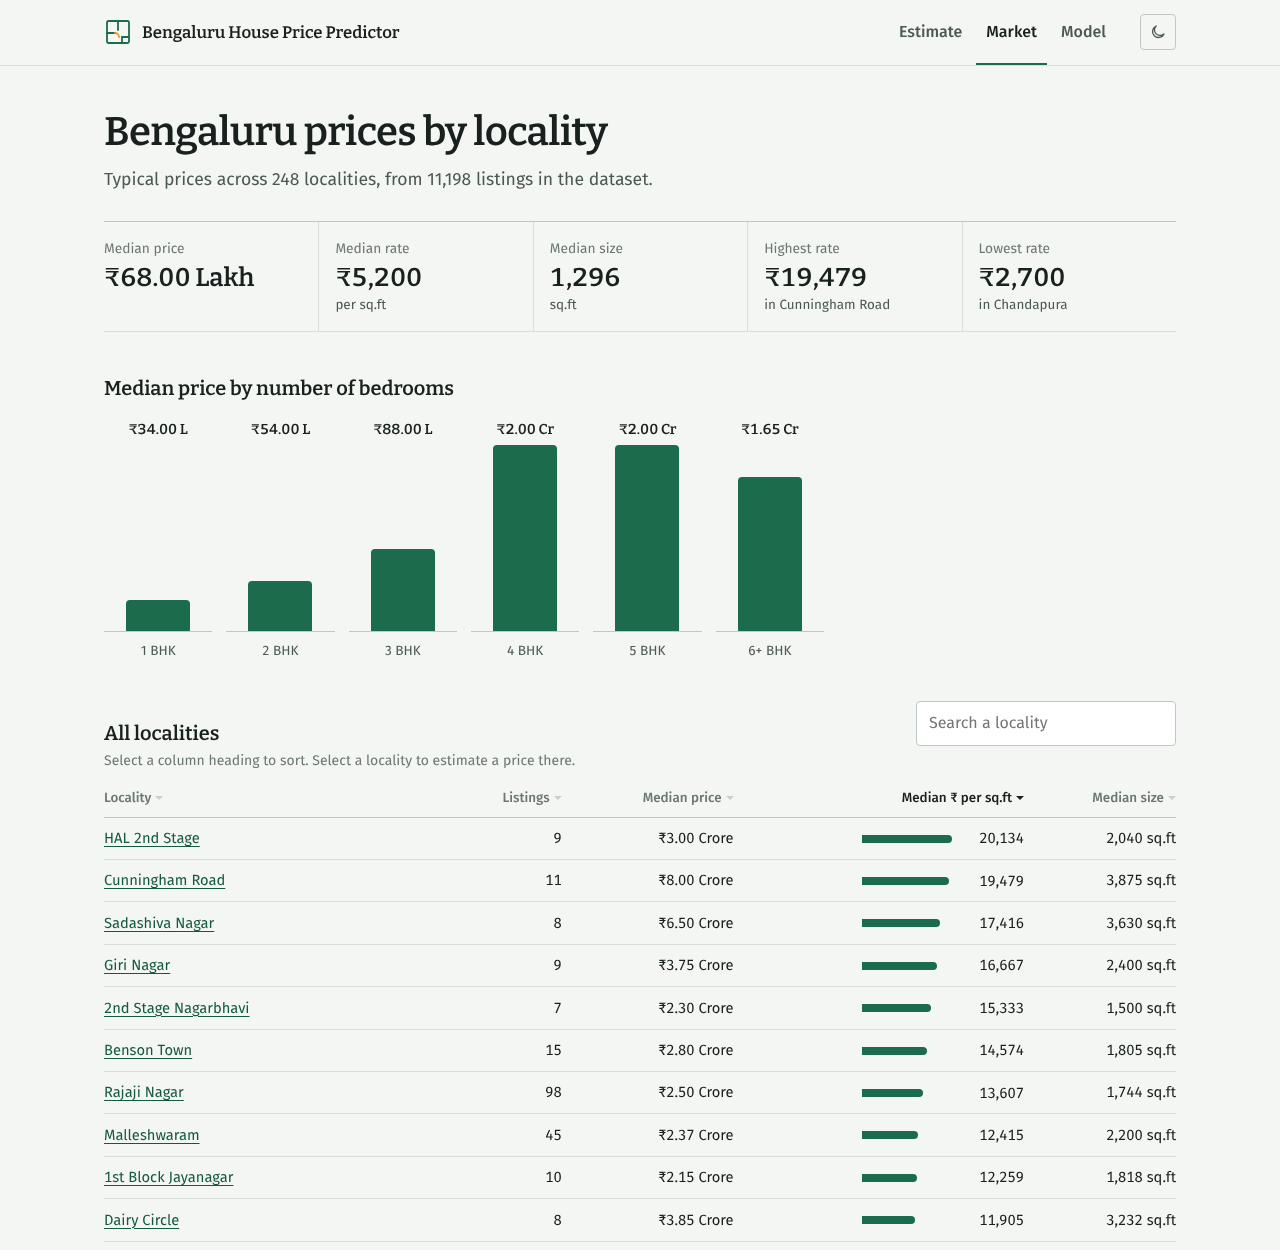 Bengaluru House Price Predictor
Estimate Market Model
Bengaluru prices by locality
Typical prices across 248 localities, from 11,198 listings in the dataset.
Median price Median rate Median size Highest rate Lowest rate
₹68.00 Lakh ₹5,200 1,296 ₹19,479 ₹2,700
per sq.ft sq.ft in Cunningham Road in Chandapura
Median price by number of bedrooms
₹34.00 L ₹54.00 L ₹88.00 L ₹2.00 Cr ₹2.00 Cr ₹1.65 Cr
1 BHK 2 BHK 3 BHK 4 BHK 5 BHK 6+ BHK
All localities
Search a locality
Select a column heading to sort. Select a locality to estimate a price there.
Locality Listings Median price Median ₹ per sq.ft Median size
HAL 2nd Stage 9 ₹3.00 Crore 20,134 2,040 sq.ft
Cunningham Road 11 ₹8.00 Crore 19,479 3,875 sq.ft
Sadashiva Nagar 8 ₹6.50 Crore 17,416 3,630 sq.ft
Giri Nagar 9 ₹3.75 Crore 16,667 2,400 sq.ft
2nd Stage Nagarbhavi 7 ₹2.30 Crore 15,333 1,500 sq.ft
Benson Town 15 ₹2.80 Crore 14,574 1,805 sq.ft
Rajaji Nagar 98 ₹2.50 Crore 13,607 1,744 sq.ft
Malleshwaram 45 ₹2.37 Crore 12,415 2,200 sq.ft
1st Block Jayanagar 10 ₹2.15 Crore 12,259 1,818 sq.ft
Dairy Circle 8 ₹3.85 Crore 11,905 3,232 sq.ft